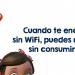 Cuando te ene
sin WiFi, puedes a
sin consumir